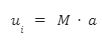 u_i = M · a